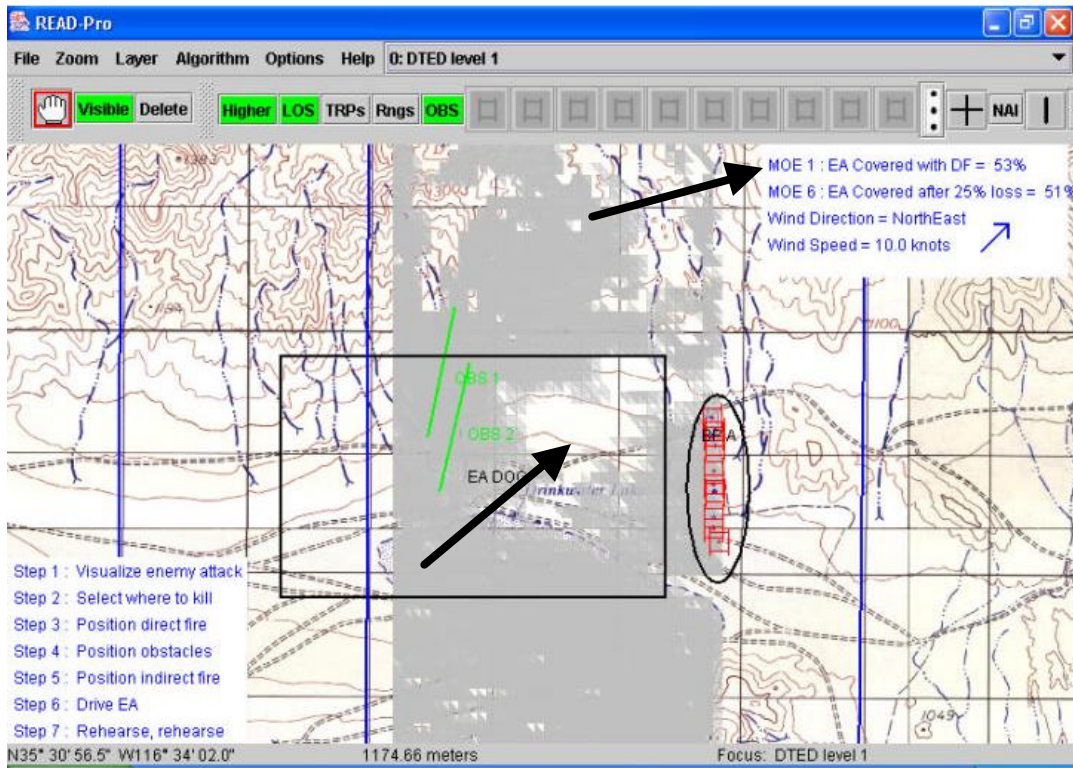 READ-Pro
File Zoom Layer Algorithm Options Help 0: DTED level 1
Visible Delete Higher LOS TRPs Rngs OBS NAI
MOE 1 : EA Covered with DF = 53%
MOE 6 : EA Covered after 25% loss = 51%
Wind Direction = NorthEast
Wind Speed = 10.0 knots
1100
OBS 1
OBS 2
BP A
EA DOG
Drinkwater Lake
Step 1 : Visualize enemy attack
Step 2 : Select where to kill
Step 3 : Position direct fire
Step 4 : Position obstacles
Step 5 : Position indirect fire
Step 6 : Drive EA
Step 7 : Rehearse, rehearse
1049
N35° 30' 56.5" W116° 34' 02.0" 1174.66 meters Focus: DTED level 1